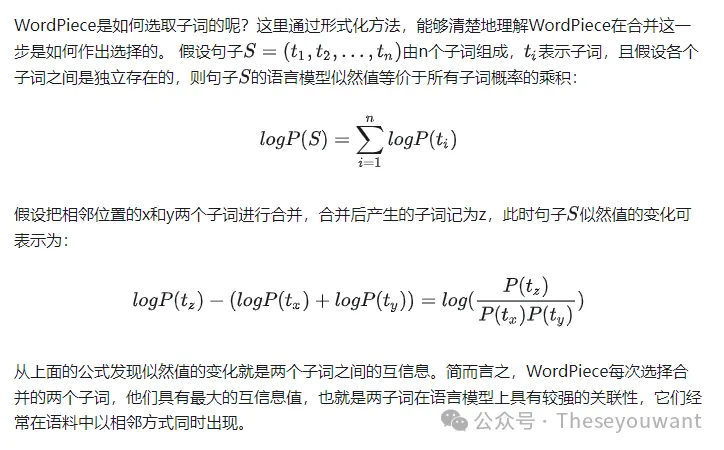 WordPiece是如何选取子词的呢？这里通过形式化方法，能够清楚地理解WordPiece在合并这一
步是如何作出选择的。 假设句子S = (t₁, t₂, . . . , tₙ)由n个子词组成，tᵢ表示子词，且假设各个
子词之间是独立存在的，则句子S的语言模型似然值等价于所有子词概率的乘积：
logP(S) = ∑ᵢ₌₁ⁿ logP(tᵢ)
假设把相邻位置的x和y两个子词进行合并，合并后产生的子词记为z，此时句子S似然值的变化可
表示为：
logP(t_z) − (logP(t_x) + logP(t_y)) = log(P(t_z) / P(t_x)P(t_y))
从上面的公式发现似然值的变化就是两个子词之间的互信息。简而言之，WordPiece每次选择合
并的两个子词，他们具有最大的互信息值，也就是两子词在语言模型上具有较强的关联性，它们经
常在语料中以相邻方式同时出现。
公众号 · Theseyouwant